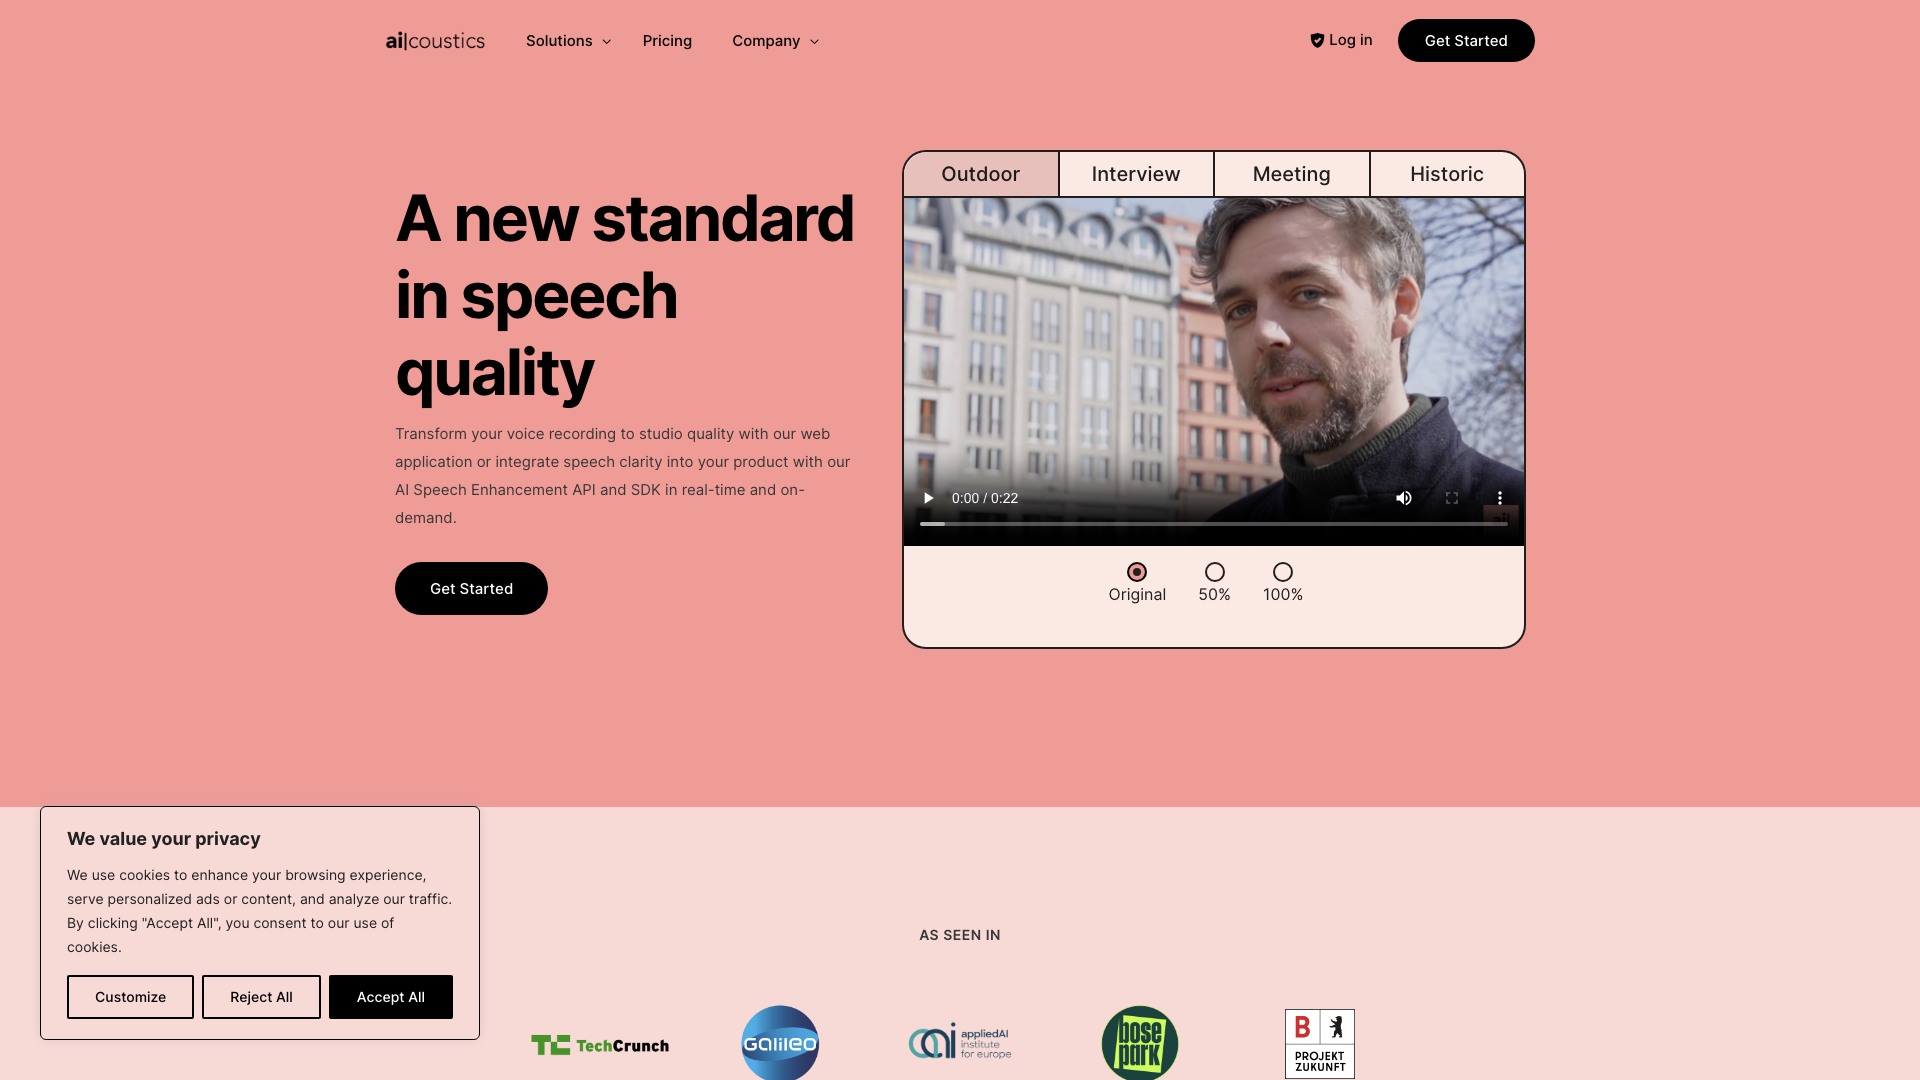 ai|coustics
Solutions
Pricing
Company
Log in
Get Started
A new standard
in speech
quality
Transform your voice recording to studio quality with our web
application or integrate speech clarity into your product with our
AI Speech Enhancement API and SDK in real-time and on-
demand.
Get Started
Outdoor
Interview
Meeting
Historic
0:00 / 0:22
ai|
Original
50%
100%
We value your privacy
We use cookies to enhance your browsing experience,
serve personalized ads or content, and analyze our traffic.
By clicking "Accept All", you consent to our use of
cookies.
Customize
Reject All
Accept All
AS SEEN IN
TC TechCrunch
Galileo
aai appliedAI
institute
for europe
bose
park
B
PROJEKT
ZUKUNFT